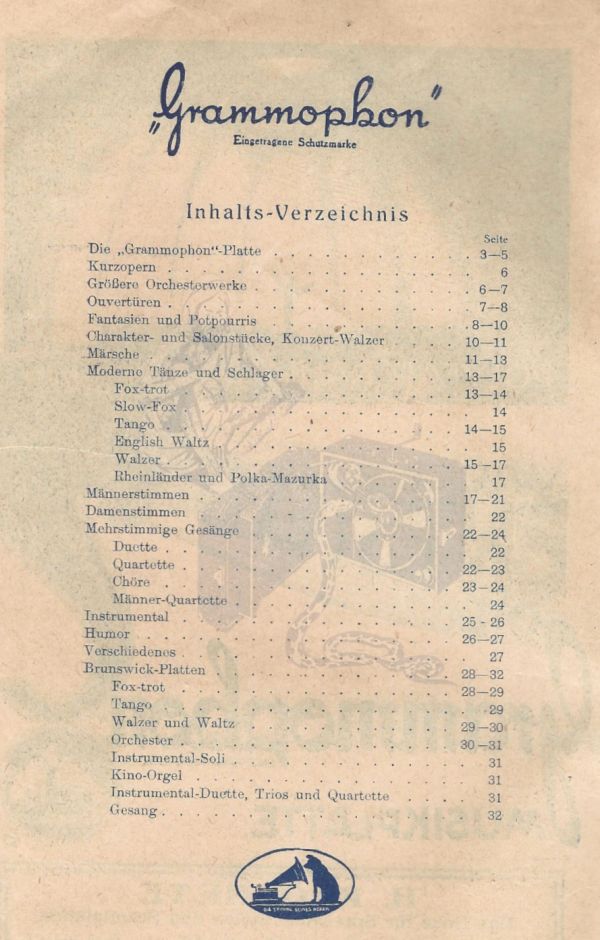 „Grammophon"
Eingetragene Schutzmarke
Inhalts-Verzeichnis
Seite
Die „Grammophon"-Platte . . . . . . . . . . . 3—5
Kurzopern . . . . . . . . . . . 6
Größere Orchesterwerke . . . . . . . . . . . 6—7
Ouvertüren . . . . . . . . . . . 7—8
Fantasien und Potpourris . . . . . . . . . . . 8—10
Charakter- und Salonstücke, Konzert-Walzer . . . . . 10—11
Märsche . . . . . . . . . . . 11—13
Moderne Tänze und Schlager . . . . . . . . . . . 13—17
Fox-trot . . . . . . . . . . . 13—14
Slow-Fox . . . . . . . . . . . 14
Tango . . . . . . . . . . . 14—15
English Waltz . . . . . . . . . . . 15
Walzer . . . . . . . . . . . 15—17
Rheinländer und Polka-Mazurka . . . . . . . . 17
Männerstimmen . . . . . . . . . . . 17—21
Damenstimmen . . . . . . . . . . . 22
Mehrstimmige Gesänge . . . . . . . . . . . 22—24
Duette . . . . . . . . . . . 22
Quartette . . . . . . . . . . . 22—23
Chöre . . . . . . . . . . . 23—24
Männer-Quartette . . . . . . . . . . . 24
Instrumental . . . . . . . . . . . 25-26
Humor . . . . . . . . . . . 26—27
Verschiedenes . . . . . . . . . . . 27
Brunswick-Platten . . . . . . . . . . . 28—32
Fox-trot . . . . . . . . . . . 28—29
Tango . . . . . . . . . . . 29
Walzer und Waltz . . . . . . . . . . . 29—30
Orchester . . . . . . . . . . . 30—31
Instrumental-Soli . . . . . . . . . . . 31
Kino-Orgel . . . . . . . . . . . 31
Instrumental-Duette, Trios und Quartette . . . . . 31
Gesang . . . . . . . . . . . 32
DIE STIMME SEINES HERRN